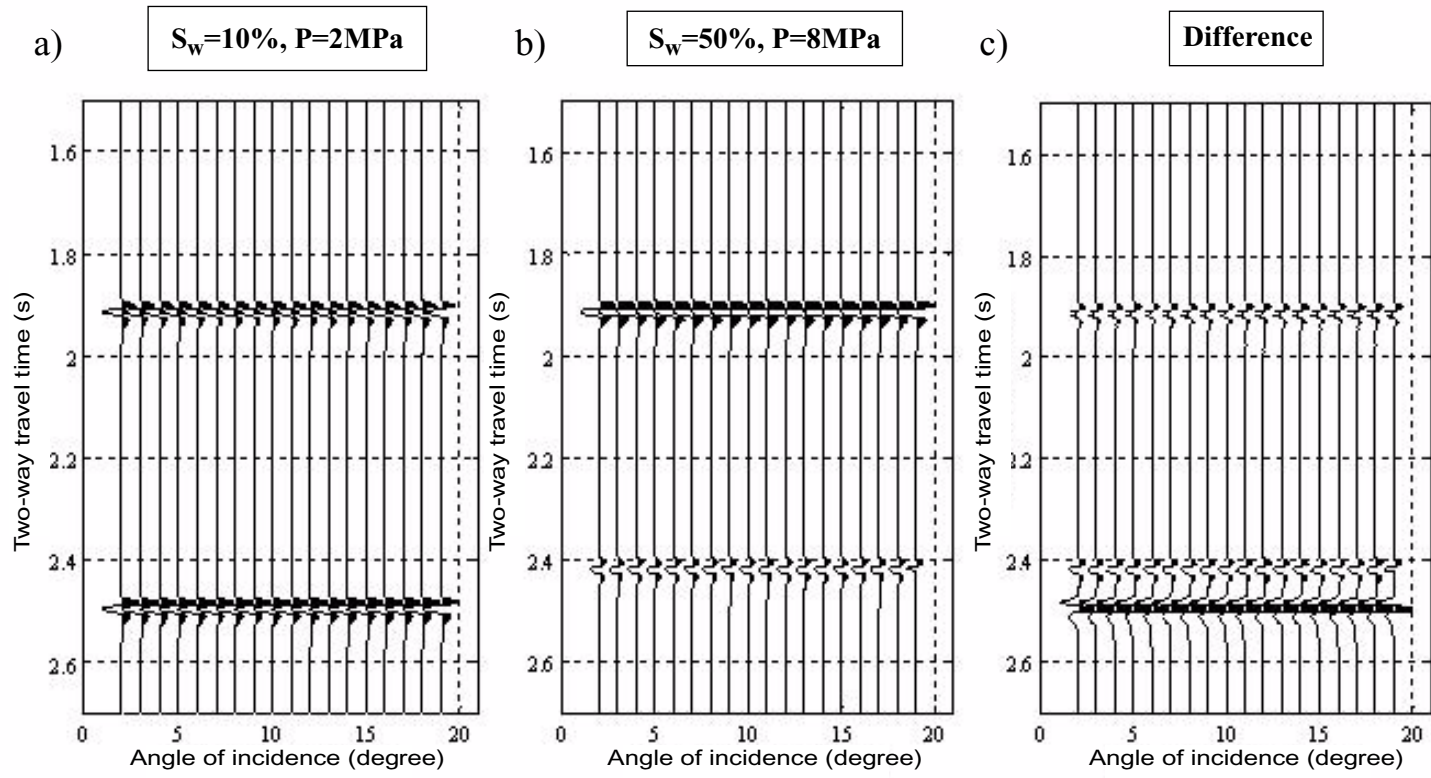 a)
S_w=10%, P=2MPa
b)
S_w=50%, P=8MPa
c)
Difference
Two-way travel time (s)
1.6
1.8
2
2.2
2.4
2.6
0
5
10
15
20
Angle of incidence (degree)
Two-way travel time (s)
1.6
1.8
2
2.2
2.4
2.6
0
5
10
15
20
Angle of incidence (degree)
Two-way travel time (s)
1.6
1.8
2
2.4
2.6
0
5
10
15
20
Angle of incidence (degree)